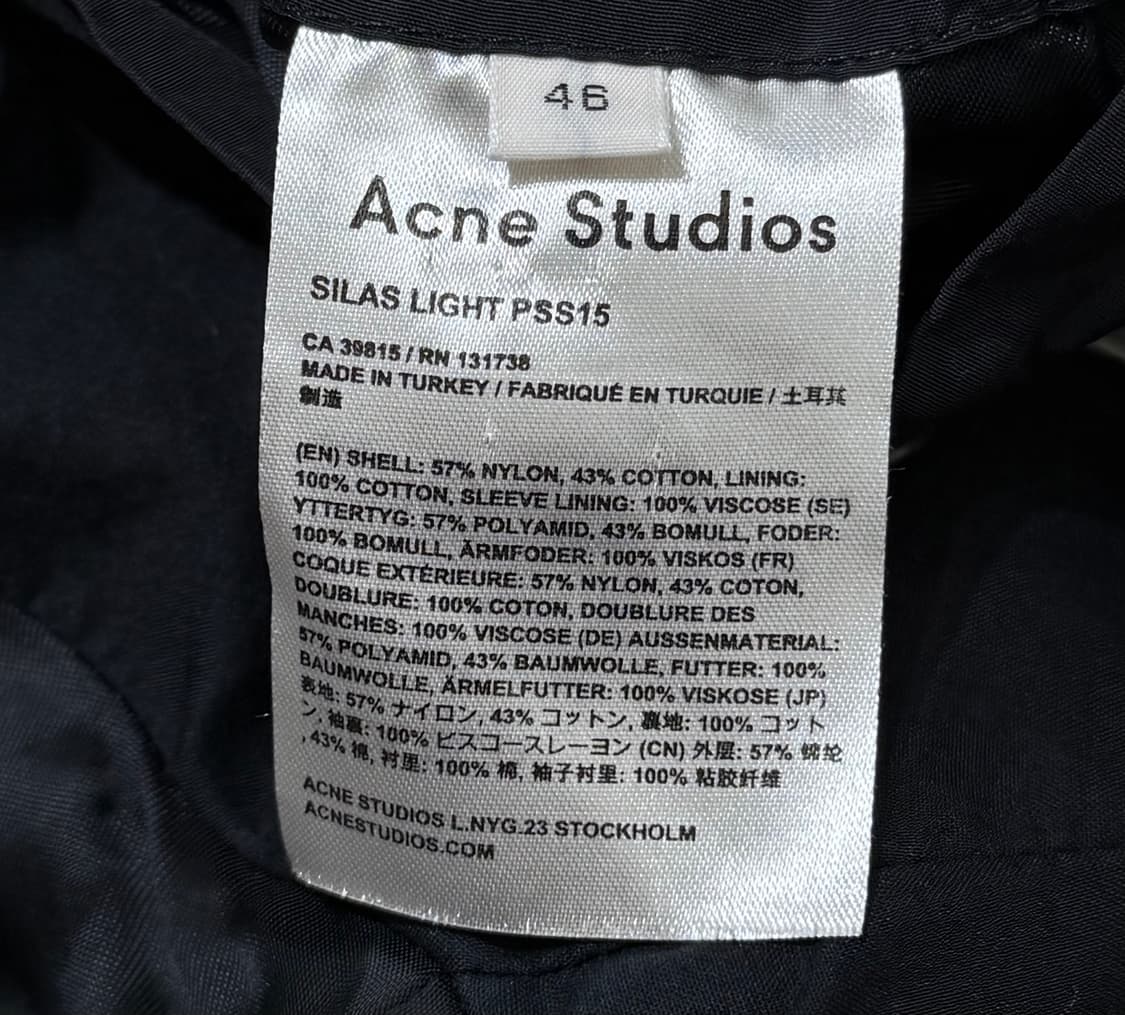 46
Acne Studios
SILAS LIGHT PSS15
CA 39815 / RN 131738
MADE IN TURKEY / FABRIQUÉ EN TURQUIE / 土耳其
制造
(EN) SHELL: 57% NYLON, 43% COTTON, LINING:
100% COTTON, SLEEVE LINING: 100% VISCOSE (SE)
YTTERTYG: 57% POLYAMID, 43% BOMULL, FODER:
100% BOMULL, ÄRMFODER: 100% VISKOS (FR)
COQUE EXTÉRIEURE: 57% NYLON, 43% COTON,
DOUBLURE: 100% COTON, DOUBLURE DES
MANCHES: 100% VISCOSE (DE) AUSSENMATERIAL:
57% POLYAMID, 43% BAUMWOLLE, FUTTER: 100%
BAUMWOLLE, ÄRMELFUTTER: 100% VISKOSE (JP)
表地: 57% ナイロン, 43% コットン, 裏地: 100% コット
ン, 袖裏: 100% ビスコースレーヨン (CN) 外层: 57% 锦纶
, 43% 棉, 衬里: 100% 棉, 袖子衬里: 100% 粘胶纤维
ACNE STUDIOS L.NYG.23 STOCKHOLM
ACNESTUDIOS.COM